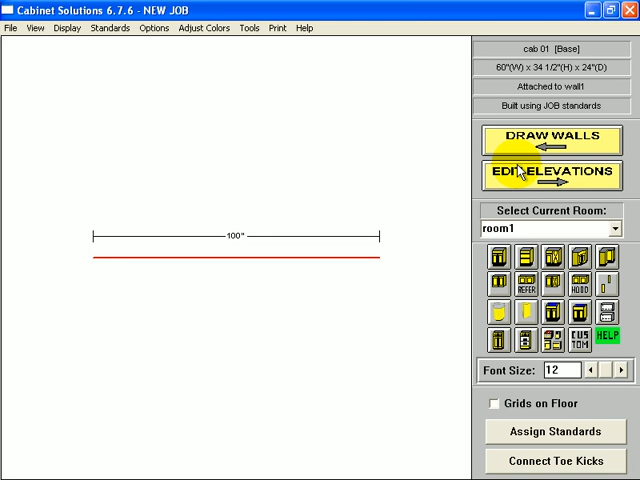 Cabinet Solutions 6.7.6 - NEW JOB
File View Display Standards Options Adjust Colors Tools Print Help
cab 01 [Base]
60"(W) x 34 1/2"(H) x 24"(D)
Attached to wall1
Built using JOB standards
DRAW WALLS
EDIT ELEVATIONS
Select Current Room:
room1
100"
REFER HOOD
CUS TOM HELP
Font Size: 12
Grids on Floor
Assign Standards
Connect Toe Kicks